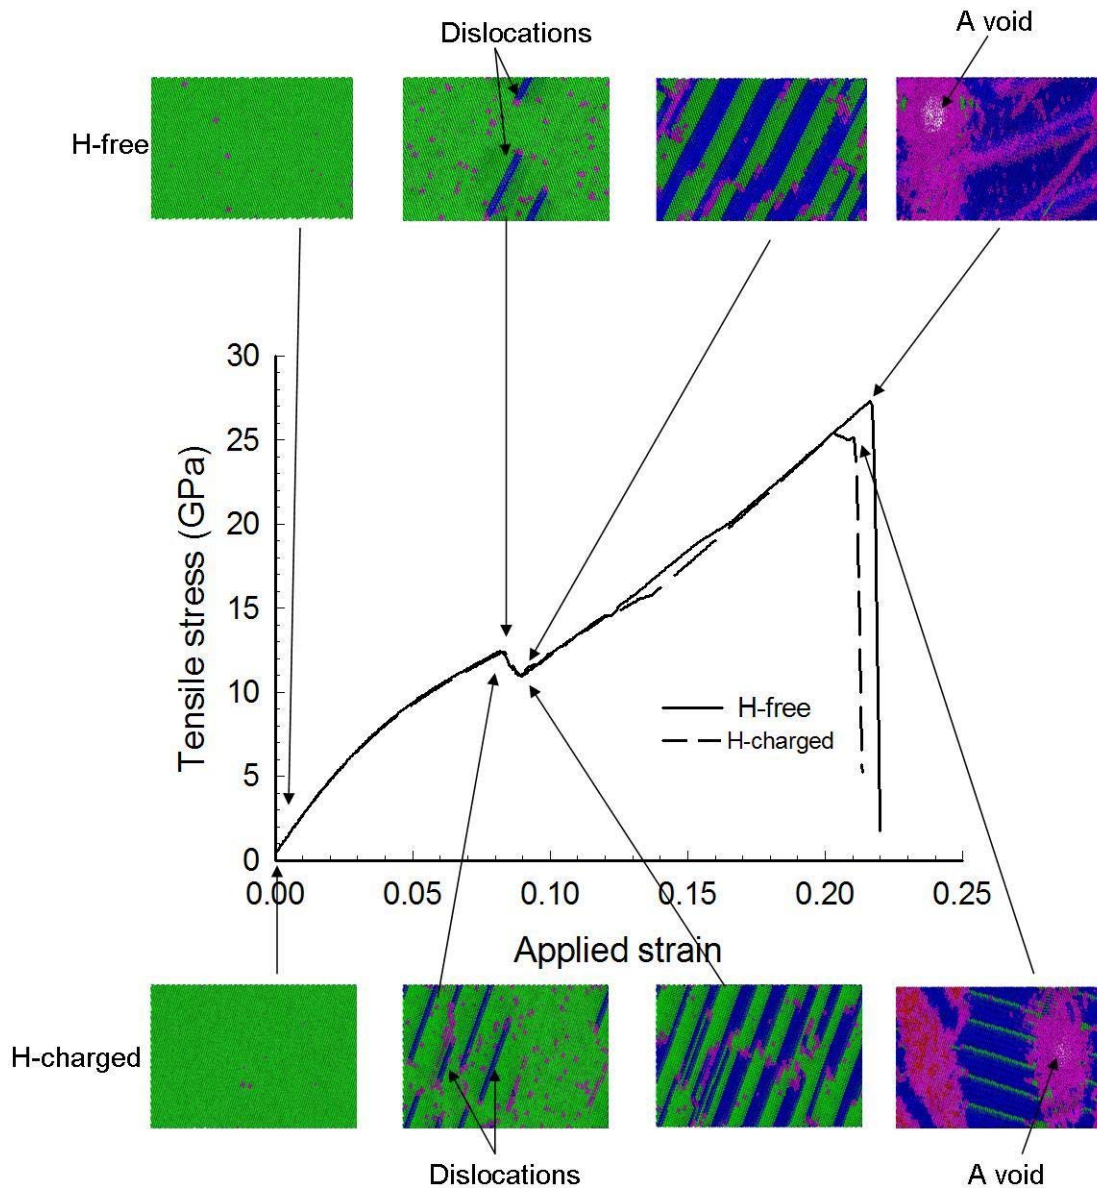 A void
Dislocations
H-free
30
25
20
15
10
5
0
Tensile stress (GPa)
H-free
H-charged
0.00 0.05 0.10 0.15 0.20 0.25
Applied strain
H-charged
Dislocations
A void